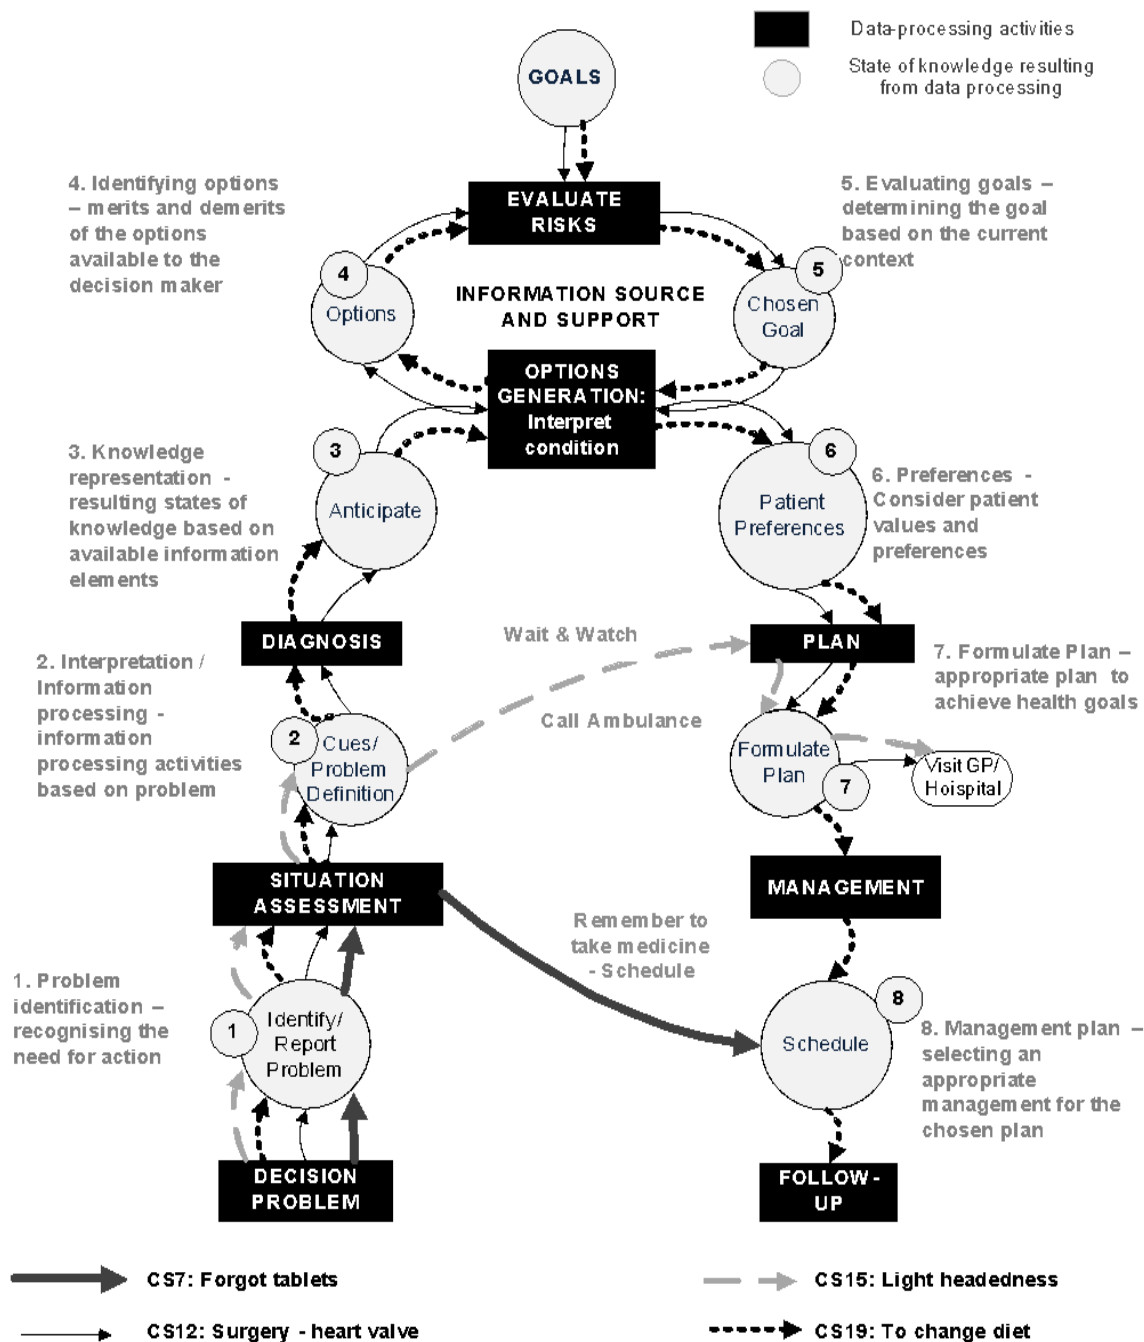 Data-processing activities
State of knowledge resulting
from data processing
GOALS
4. Identifying options
– merits and demerits
of the options
available to the
decision maker
EVALUATE
RISKS
5. Evaluating goals –
determining the goal
based on the current
context
4
Options
INFORMATION SOURCE
AND SUPPORT
5
Chosen
Goal
OPTIONS
GENERATION:
Interpret
condition
3. Knowledge
representation -
resulting states of
knowledge based on
available information
elements
3
Anticipate
6
Patient
Preferences
6. Preferences -
Consider patient
values and
preferences
DIAGNOSIS
Wait & Watch
PLAN
2. Interpretation /
Information
processing -
information
processing activities
based on problem
2
Cues/
Problem
Definition
Call Ambulance
Formulate
Plan
7
7. Formulate Plan –
appropriate plan to
achieve health goals
Visit GP/
Hoispital
SITUATION
ASSESSMENT
MANAGEMENT
Remember to
take medicine
- Schedule
1. Problem
identification –
recognising the
need for action
1
Identify/
Report
Problem
8
Schedule
8. Management plan –
selecting an
appropriate
management for the
chosen plan
DECISION
PROBLEM
FOLLOW-
UP
CS7: Forgot tablets
CS15: Light headedness
CS12: Surgery - heart valve
CS19: To change diet